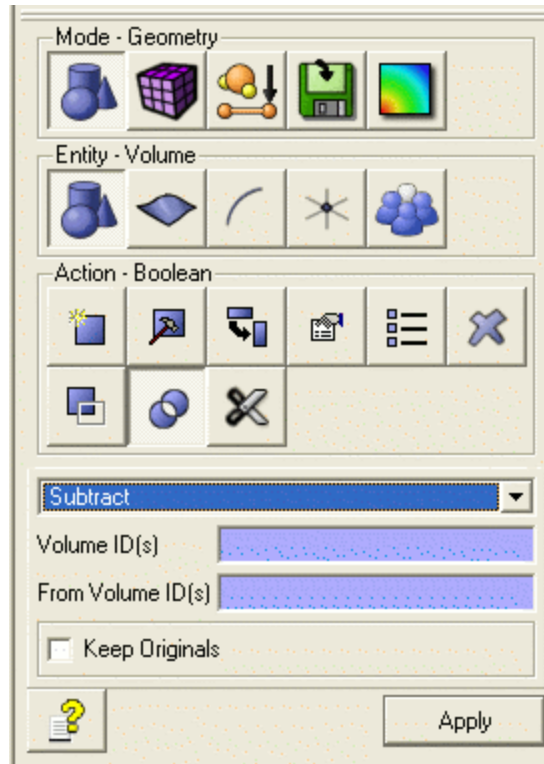 Mode - Geometry
Entity - Volume
Action - Boolean
Subtract
Volume ID(s)
From Volume ID(s)
Keep Originals
Apply